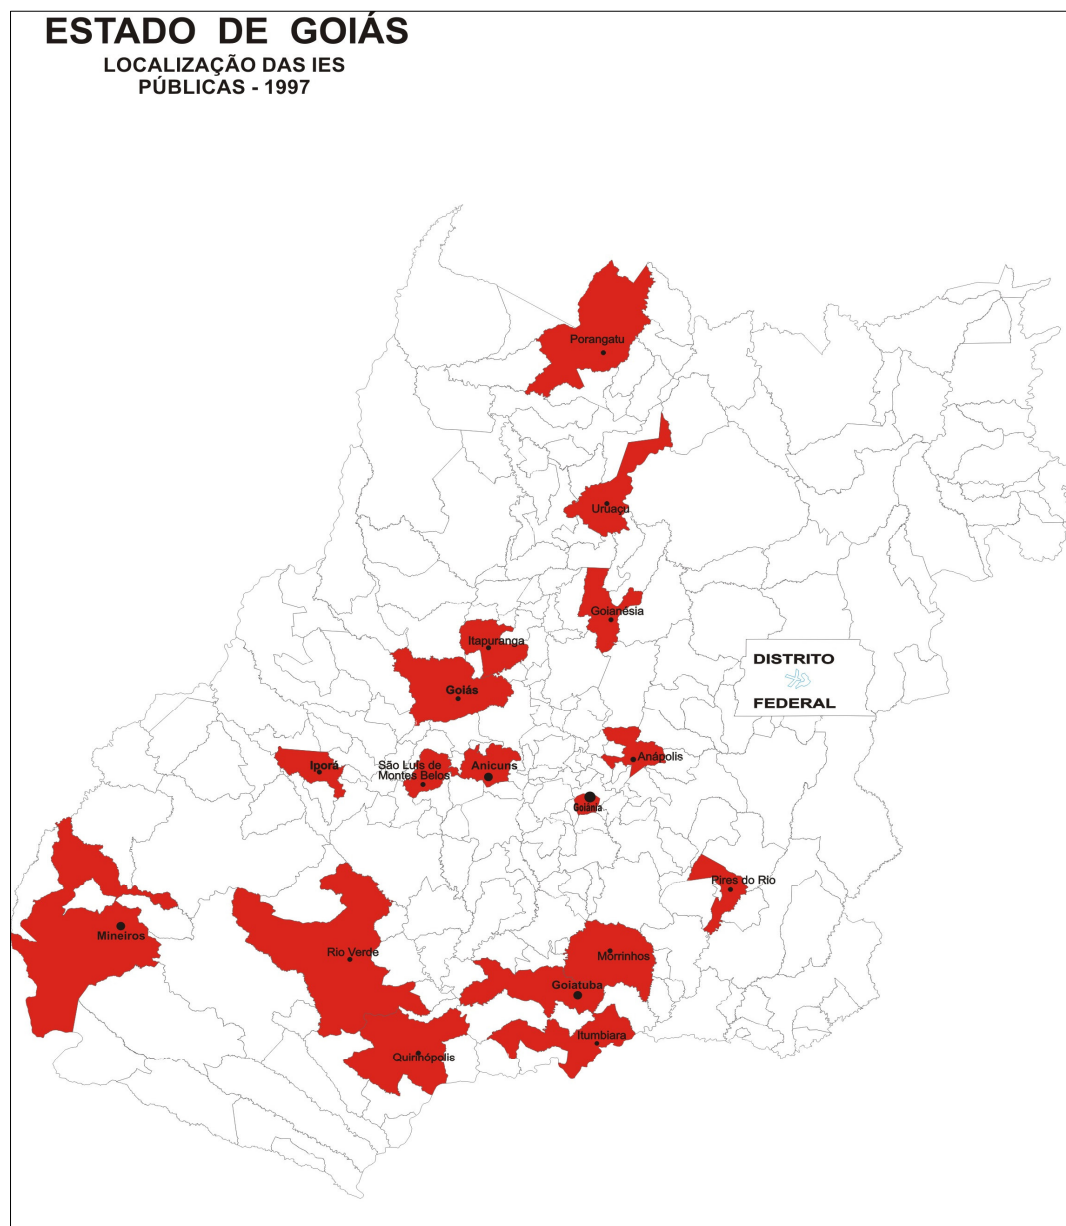 ESTADO DE GOIÁS
LOCALIZAÇÃO DAS IES
PÚBLICAS - 1997
Porangatu
Uruaçu
Goianésia
Itapuranga
DISTRITO
FEDERAL
Goiás
Anápolis
Iporá
São Luis de
Montes Belos
Anicuns
Goiânia
Pires do Rio
Mineiros
Rio Verde
Morrinhos
Goiatuba
Itumbiara
Quirinópolis